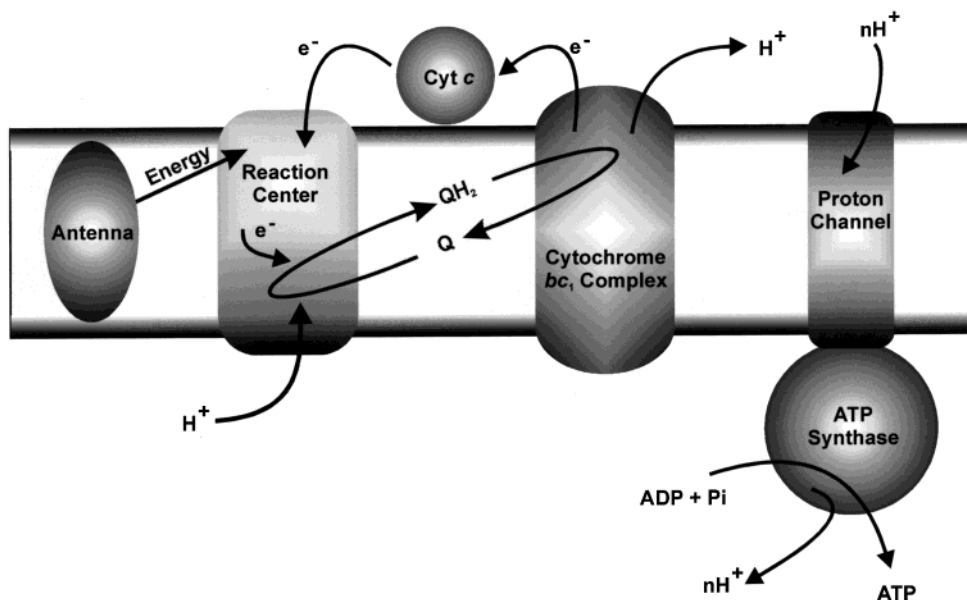 e⁻
Cyt c
e⁻
H⁺
nH⁺
Energy
Reaction
Center
Antenna
QH₂
e⁻
Q
Cytochrome
bc₁ Complex
Proton
Channel
H⁺
ATP
Synthase
ADP + Pi
nH⁺
ATP